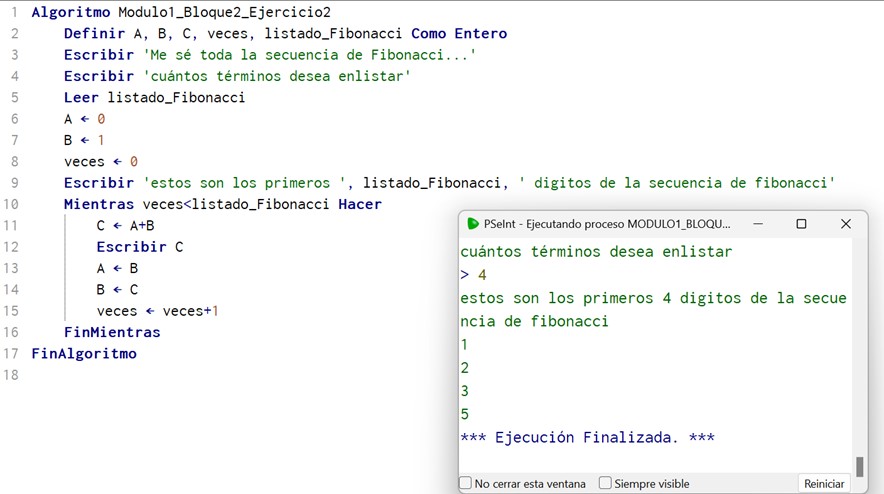 1 Algoritmo Modulo1_Bloque2_Ejercicio2
2 Definir A, B, C, veces, listado_Fibonacci Como Entero
3 Escribir 'Me sé toda la secuencia de Fibonacci...'
4 Escribir 'cuántos términos desea enlistar'
5 Leer listado_Fibonacci
6 A ← 0
7 B ← 1
8 veces ← 0
9 Escribir 'estos son los primeros ', listado_Fibonacci, ' digitos de la secuencia de fibonacci'
10 Mientras veces<listado_Fibonacci Hacer
11 C ← A+B
12 Escribir C
13 A ← B
14 B ← C
15 veces ← veces+1
16 FinMientras
17 FinAlgoritmo
18
PSeInt - Ejecutando proceso MODULO1_BLOQU...
cuántos términos desea enlistar
> 4
estos son los primeros 4 digitos de la secue
ncia de fibonacci
1
2
3
5
*** Ejecución Finalizada. ***
No cerrar esta ventana Siempre visible Reiniciar